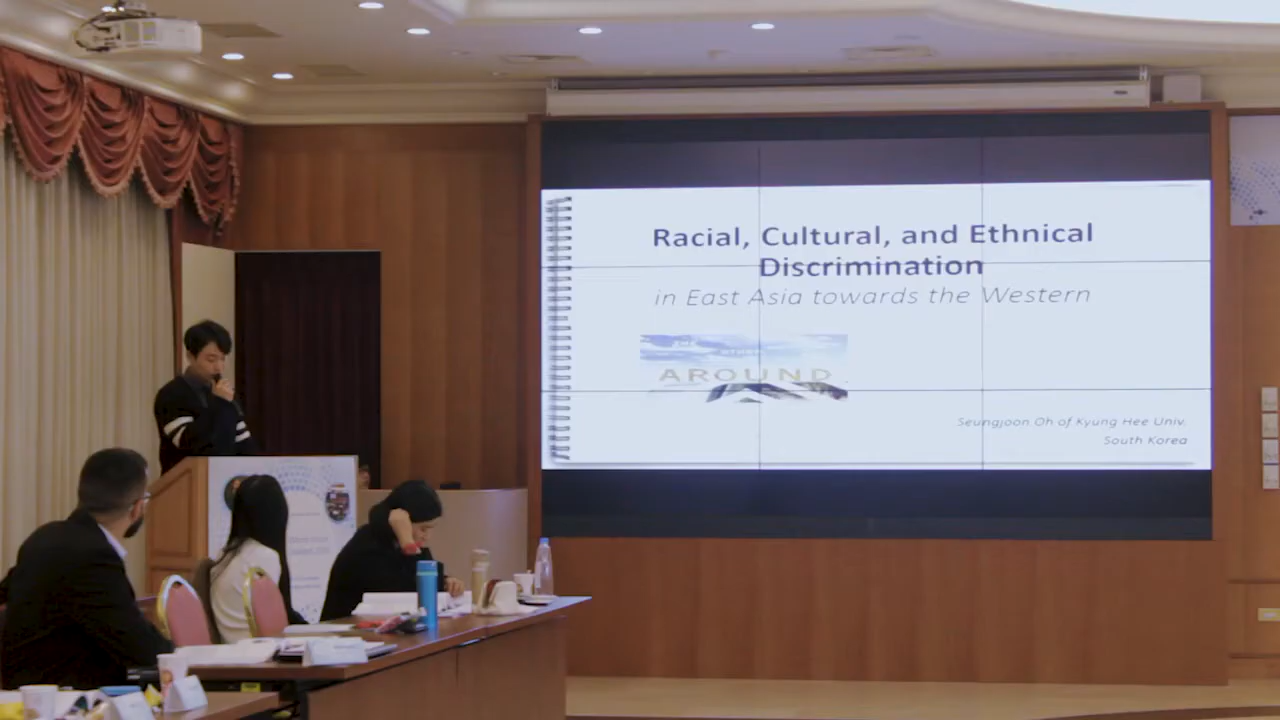 Racial, Cultural, and Ethnical
Discrimination
in East Asia towards the Western
AROUND
Seungjoon Oh of Kyung Hee Univ.
South Korea